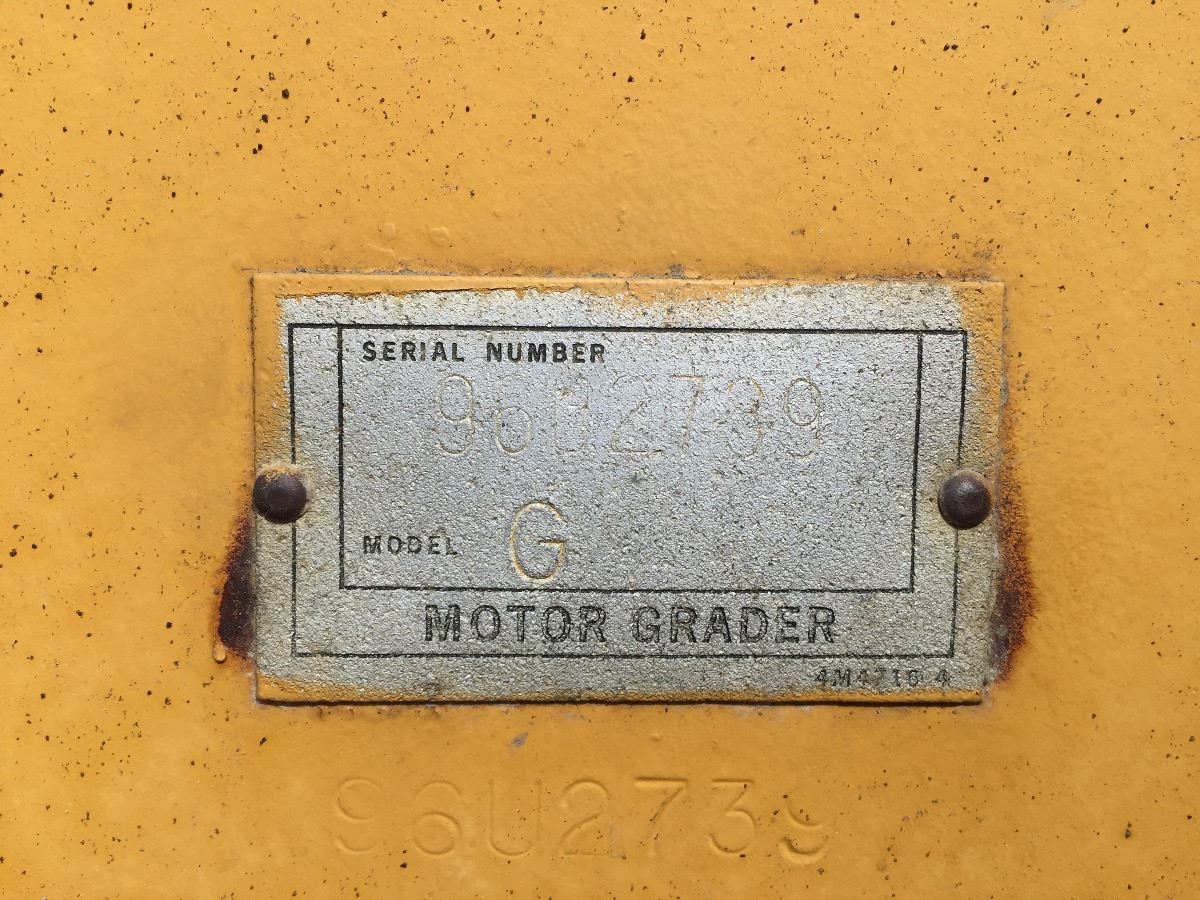 SERIAL NUMBER
96U2739
MODEL G
MOTOR GRADER
4M4716 4
96U2739